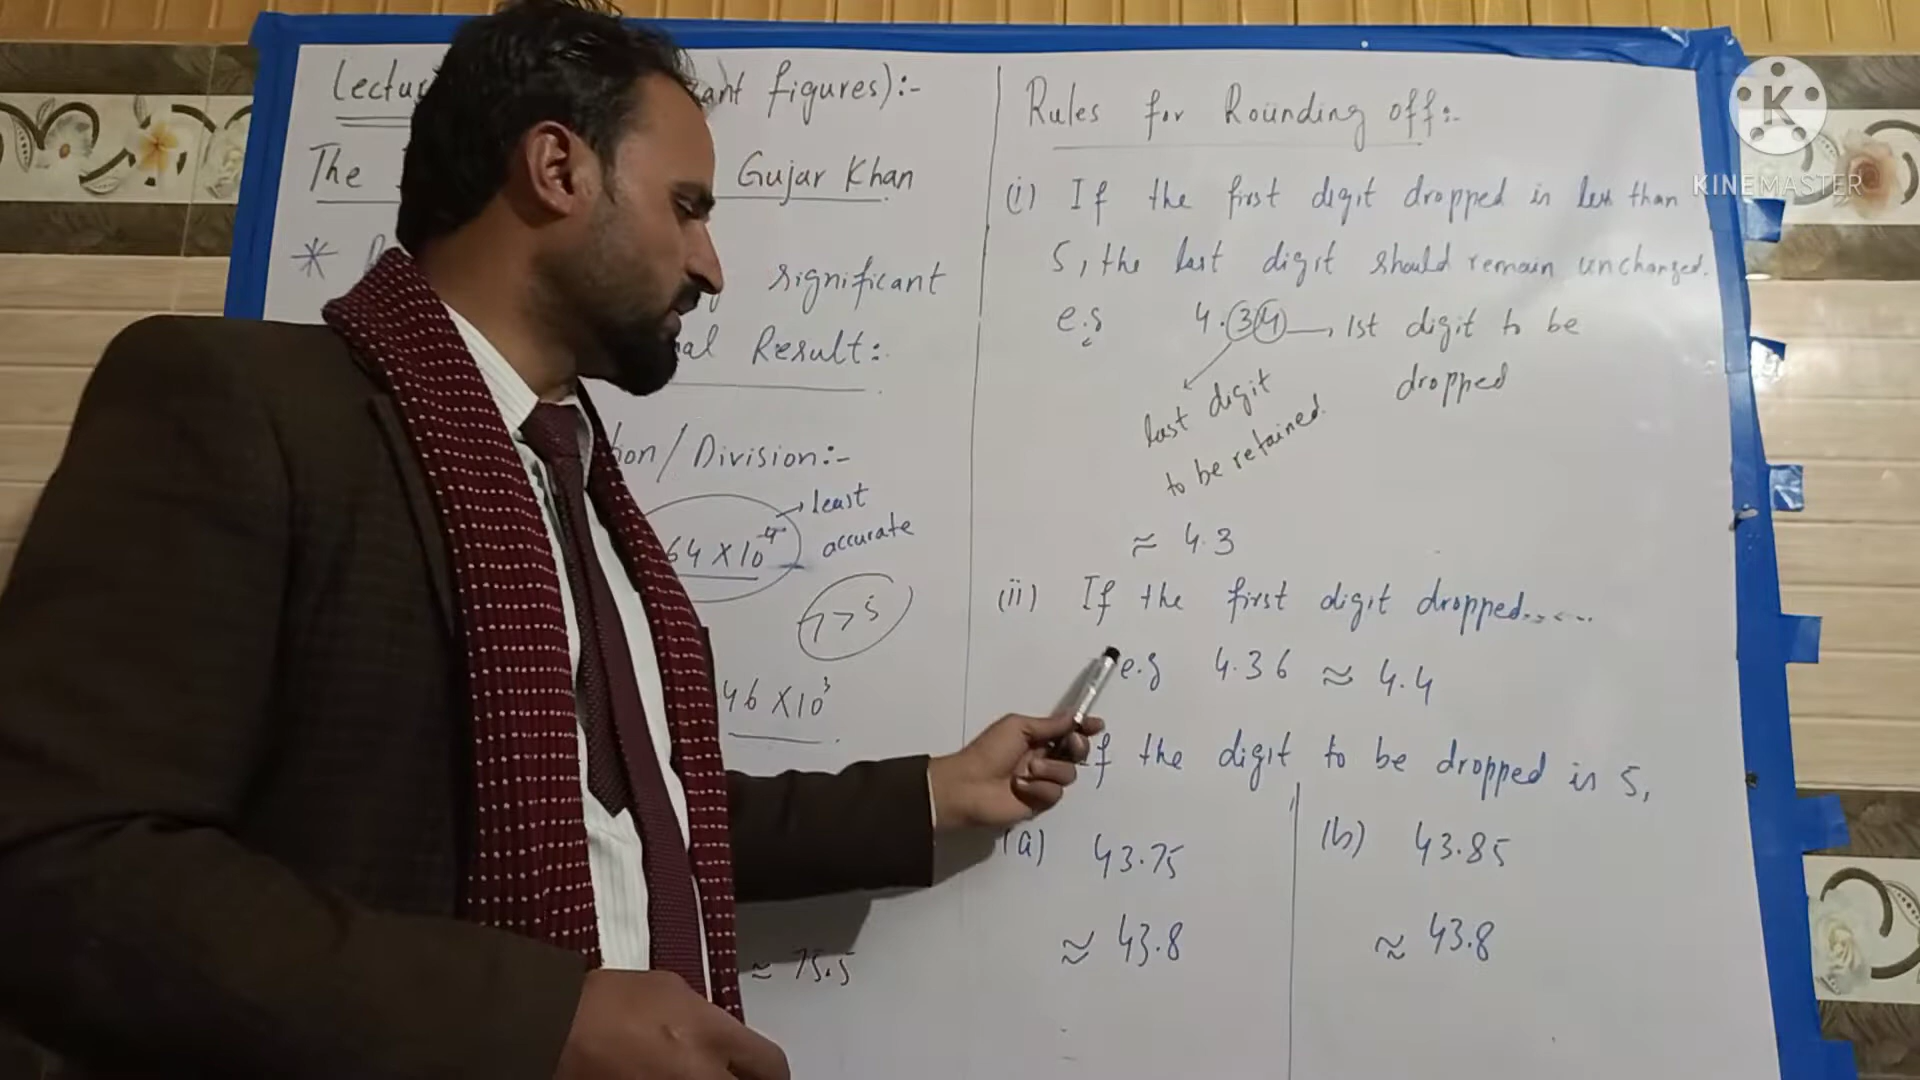 Lectu ant figures):-
The Gujar Khan
* significant
al Result:
ion/Division:-
64 × 10⁻⁴ → least
accurate
7 > 5
46 × 10³
≈ 75.5
Rules for Rounding off:-
(i) If the first digit dropped is less than
5, the last digit should remain unchanged.
e.g 4.34 → 1st digit to be
dropped
last digit
to be retained.
≈ 4.3
(ii) If the first digit dropped......
e.g 4.36 ≈ 4.4
If the digit to be dropped is 5,
(a) 43.75
≈ 43.8
(b) 43.85
≈ 43.8
KINEMASTER